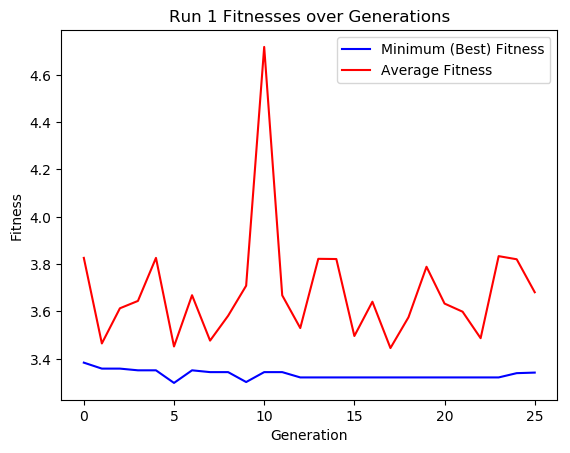 Run 1 Fitnesses over Generations
Minimum (Best) Fitness
Average Fitness
Fitness
4.6
4.4
4.2
4.0
3.8
3.6
3.4
0 5 10 15 20 25
Generation